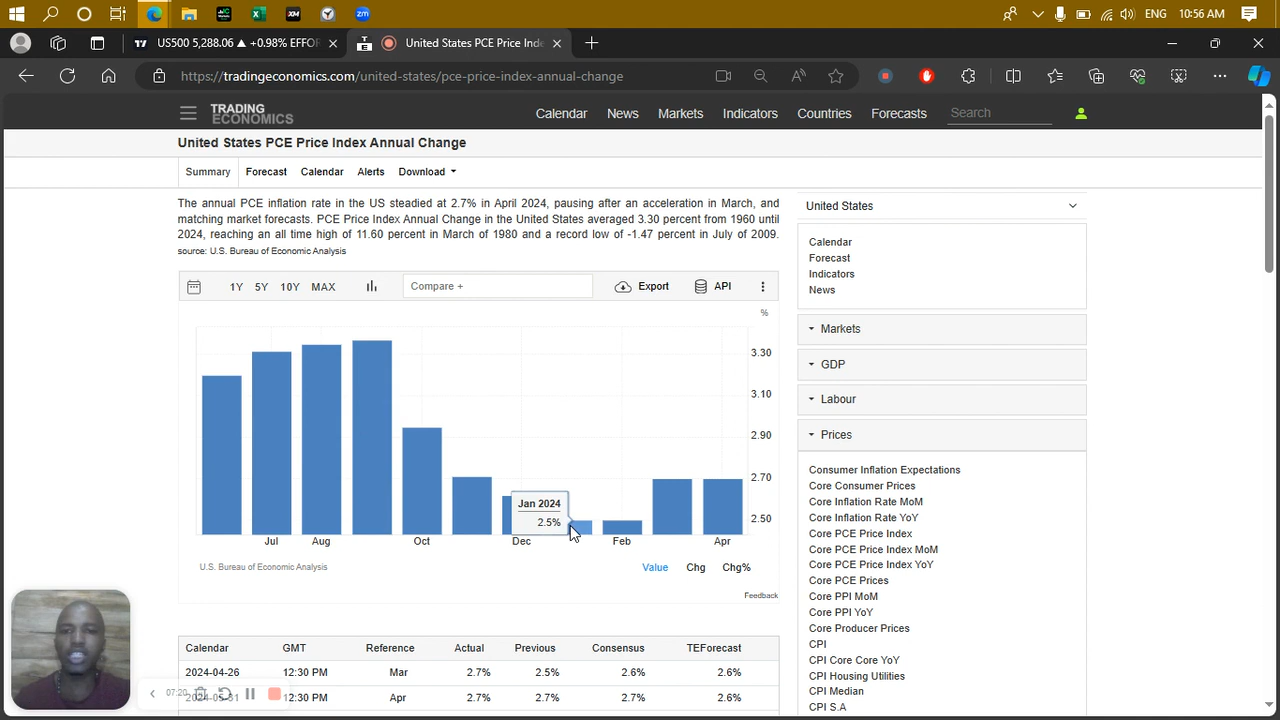 ENG
10:56 AM
US500 5,288.06 ▲ +0.98% EFFOR
United States PCE Price Inde
https://tradingeconomics.com/united-states/pce-price-index-annual-change
TRADING
ECONOMICS
Calendar
News
Markets
Indicators
Countries
Forecasts
Search
United States PCE Price Index Annual Change
Summary
Forecast
Calendar
Alerts
Download
The annual PCE inflation rate in the US steadied at 2.7% in April 2024, pausing after an acceleration in March, and
matching market forecasts. PCE Price Index Annual Change in the United States averaged 3.30 percent from 1960 until
2024, reaching an all time high of 11.60 percent in March of 1980 and a record low of -1.47 percent in July of 2009.
source: U.S. Bureau of Economic Analysis
1Y
5Y
10Y
MAX
Compare +
Export
API
%
3.30
3.10
2.90
2.70
2.50
Jan 2024
2.5%
Jul
Aug
Oct
Dec
Feb
Apr
U.S. Bureau of Economic Analysis
Value
Chg
Chg%
Feedback
Calendar GMT Reference Actual Previous Consensus TEForecast
2024-04-26 12:30 PM Mar 2.7% 2.5% 2.6% 2.6%
2024-05-31 12:30 PM Apr 2.7% 2.7% 2.7% 2.6%
07:20
United States
Calendar
Forecast
Indicators
News
Markets
GDP
Labour
Prices
Consumer Inflation Expectations
Core Consumer Prices
Core Inflation Rate MoM
Core Inflation Rate YoY
Core PCE Price Index
Core PCE Price Index MoM
Core PCE Price Index YoY
Core PCE Prices
Core PPI MoM
Core PPI YoY
Core Producer Prices
CPI
CPI Core Core YoY
CPI Housing Utilities
CPI Median
CPI S.A